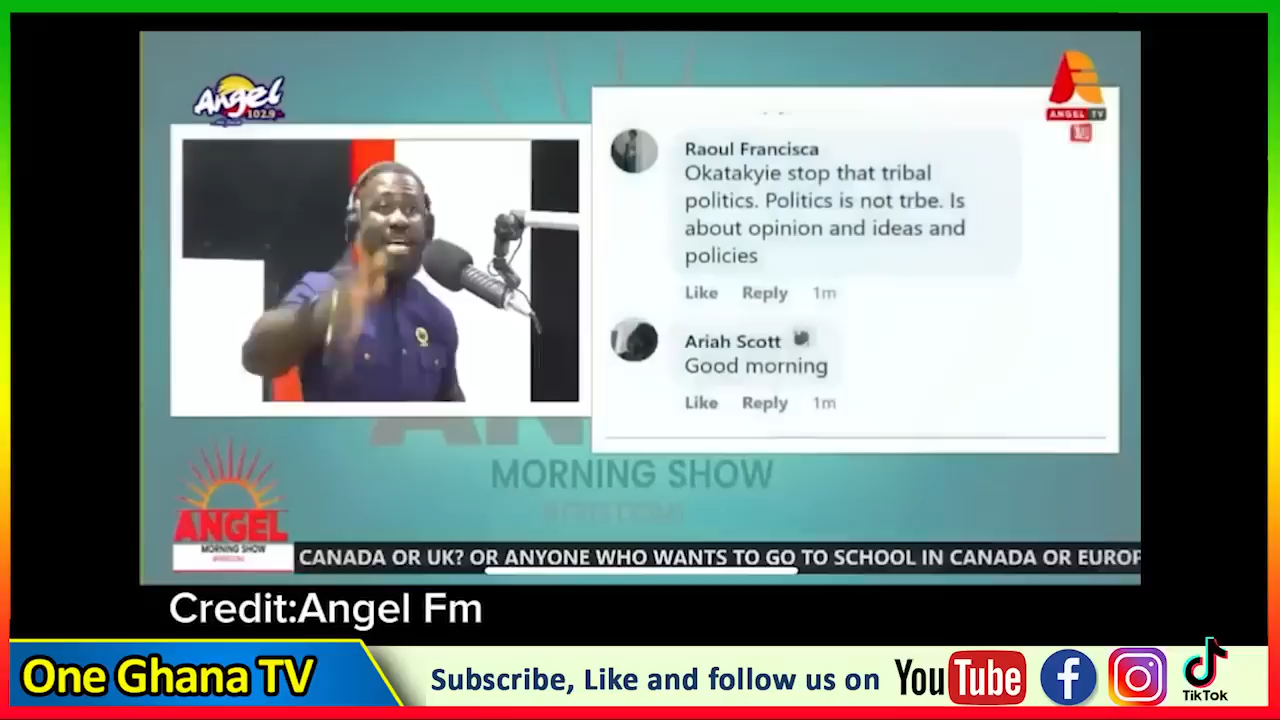 Angel
102.9
ANGEL TV
Raoul Francisca
Okatakyie stop that tribal
politics. Politics is not trbe. Is
about opinion and ideas and
policies
Like Reply 1m
Ariah Scott
Good morning
Like Reply 1m
MORNING SHOW
ANGEL
MORNING SHOW
CANADA OR UK? OR ANYONE WHO WANTS TO GO TO SCHOOL IN CANADA OR EUROP
Credit:Angel Fm
One Ghana TV
Subscribe, Like and follow us on YouTube
TikTok